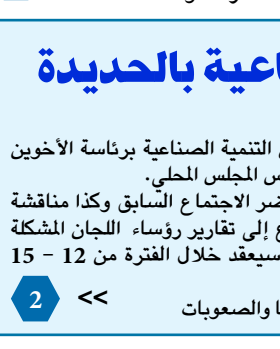 اعية بالحديدة
التنمية الصناعية برئاسة الأخوين
س المجلس المحلي.
ضر الاجتماع السابق وكذا مناقشة
ع إلى تقارير رؤساء اللجان المشكلة
سيعقد خلال الفترة من 12 - 15
ا والصعوبات >> 2